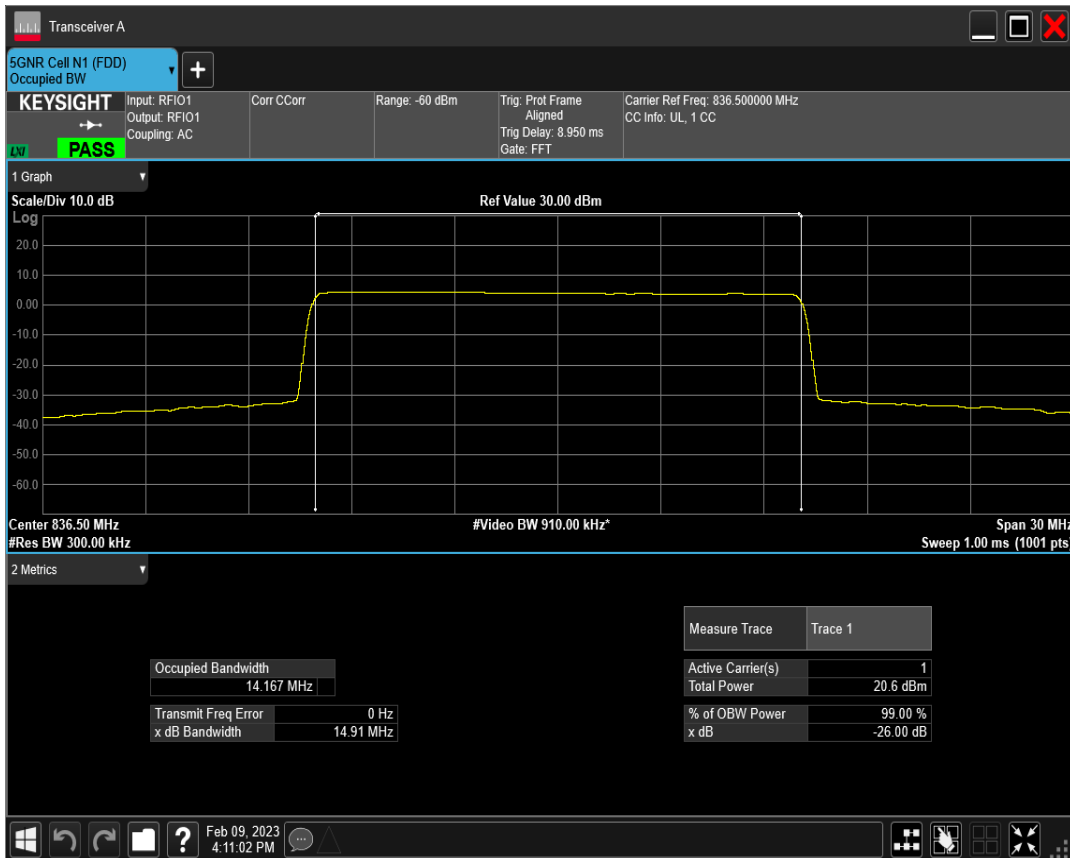 Transceiver A
5GNR Cell N1 (FDD)
Occupied BW
KEYSIGHT
LXI
PASS
Input: RFIO1
Output: RFIO1
Coupling: AC
Corr CCorr
Range: -60 dBm
Trig: Prot Frame
Aligned
Trig Delay: 8.950 ms
Gate: FFT
Carrier Ref Freq: 836.500000 MHz
CC Info: UL, 1 CC
1 Graph
Scale/Div 10.0 dB
Ref Value 30.00 dBm
Log
20.0
10.0
0.00
-10.0
-20.0
-30.0
-40.0
-50.0
-60.0
Center 836.50 MHz
#Video BW 910.00 kHz*
Span 30 MHz
#Res BW 300.00 kHz
Sweep 1.00 ms (1001 pts)
2 Metrics
Measure Trace Trace 1
Occupied Bandwidth
14.167 MHz
Active Carrier(s) 1
Total Power 20.6 dBm
Transmit Freq Error 0 Hz
x dB Bandwidth 14.91 MHz
% of OBW Power 99.00 %
x dB -26.00 dB
Feb 09, 2023
4:11:02 PM